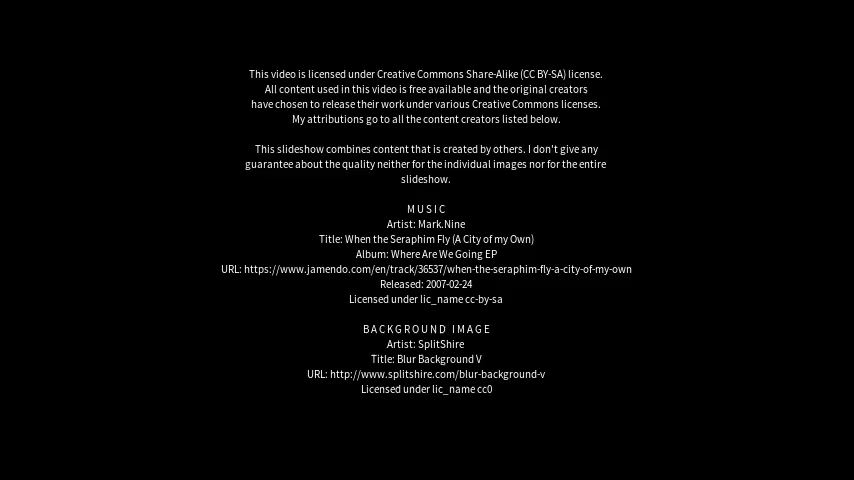 This video is licensed under Creative Commons Share-Alike (CC BY-SA) license.
All content used in this video is free available and the original creators
have chosen to release their work under various Creative Commons licenses.
My attributions go to all the content creators listed below.
This slideshow combines content that is created by others. I don't give any
guarantee about the quality neither for the individual images nor for the entire
slideshow.
MUSIC
Artist: Mark.Nine
Title: When the Seraphim Fly (A City of my Own)
Album: Where Are We Going EP
URL: https://www.jamendo.com/en/track/36537/when-the-seraphim-fly-a-city-of-my-own
Released: 2007-02-24
Licensed under lic_name cc-by-sa
BACKGROUND IMAGE
Artist: SplitShire
Title: Blur Background V
URL: http://www.splitshire.com/blur-background-v
Licensed under lic_name cc0